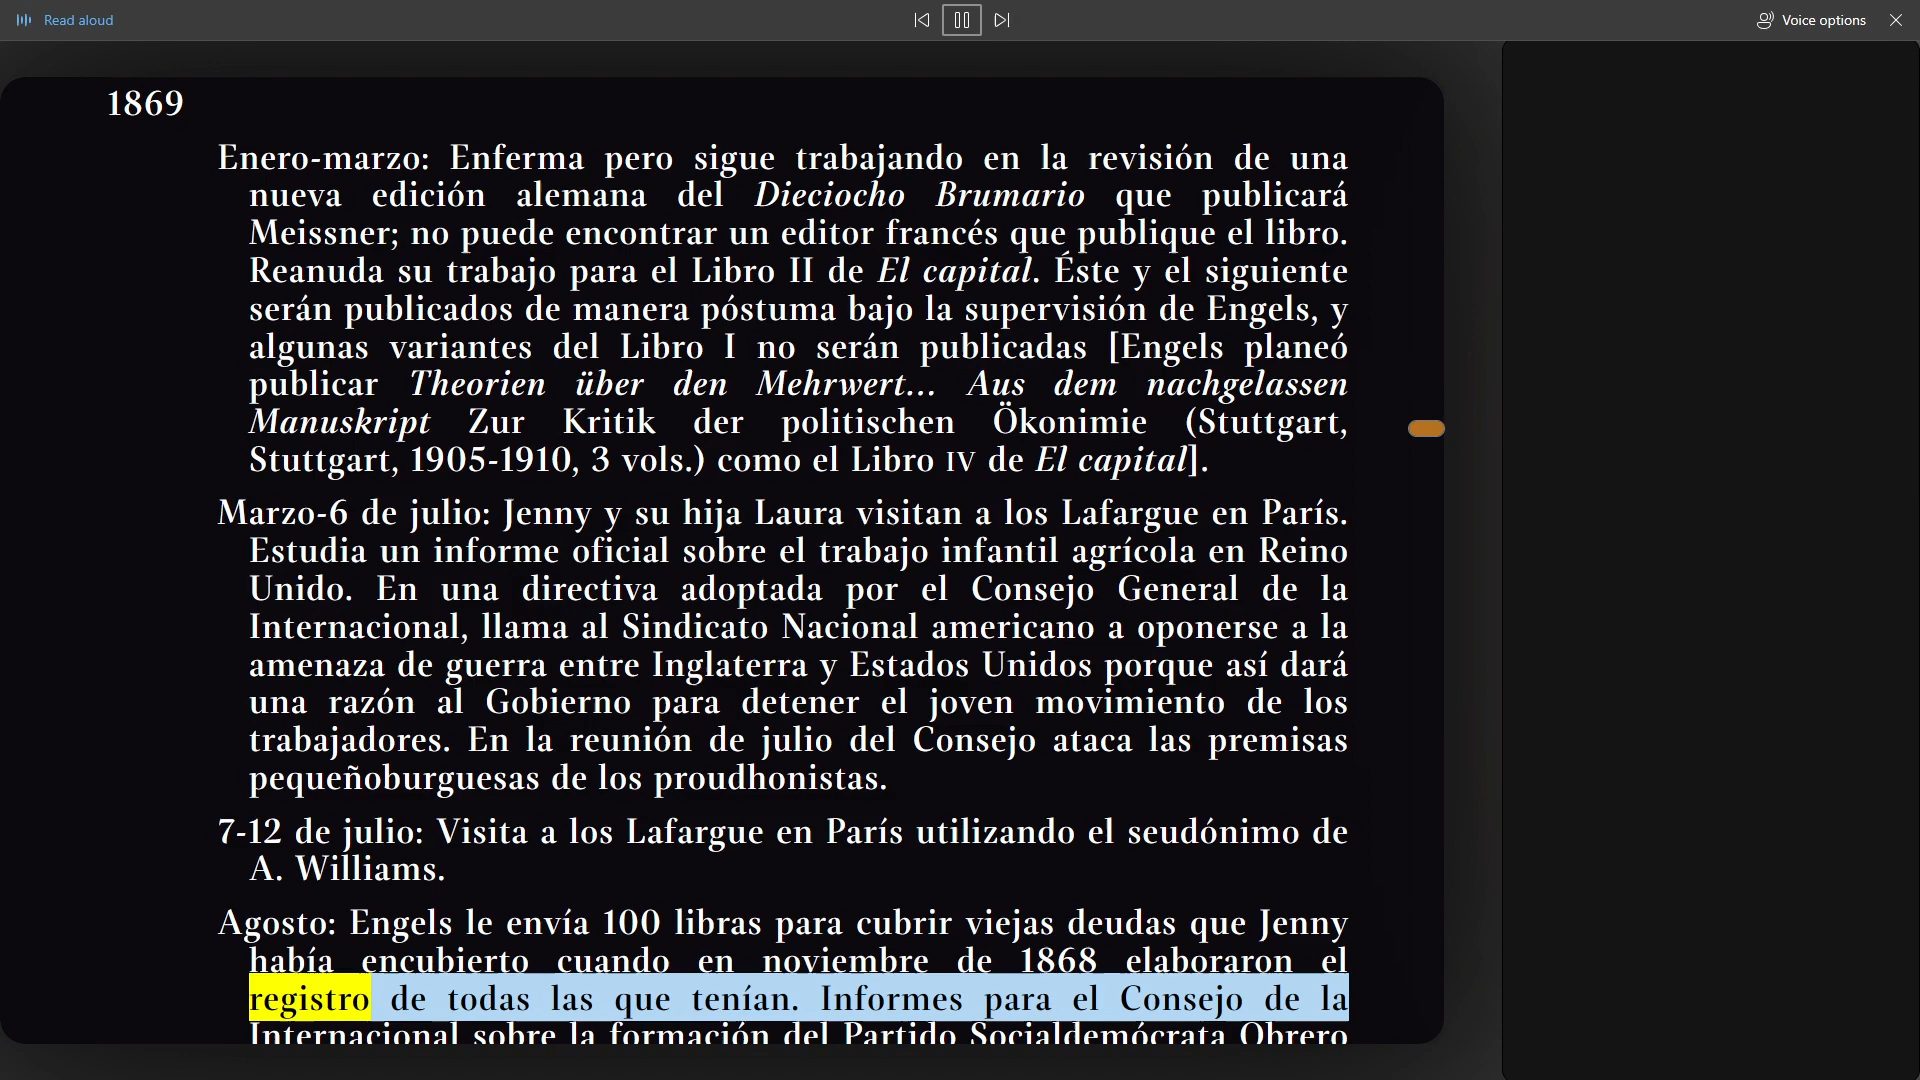 Read aloud
Voice options
1869
Enero-marzo: Enferma pero sigue trabajando en la revisión de una
nueva edición alemana del Dieciocho Brumario que publicará
Meissner; no puede encontrar un editor francés que publique el libro.
Reanuda su trabajo para el Libro II de El capital. Éste y el siguiente
serán publicados de manera póstuma bajo la supervisión de Engels, y
algunas variantes del Libro I no serán publicadas [Engels planeó
publicar Theorien über den Mehrwert... Aus dem nachgelassen
Manuskript Zur Kritik der politischen Ökonimie (Stuttgart,
Stuttgart, 1905-1910, 3 vols.) como el Libro IV de El capital].
Marzo-6 de julio: Jenny y su hija Laura visitan a los Lafargue en París.
Estudia un informe oficial sobre el trabajo infantil agrícola en Reino
Unido. En una directiva adoptada por el Consejo General de la
Internacional, llama al Sindicato Nacional americano a oponerse a la
amenaza de guerra entre Inglaterra y Estados Unidos porque así dará
una razón al Gobierno para detener el joven movimiento de los
trabajadores. En la reunión de julio del Consejo ataca las premisas
pequeñoburguesas de los proudhonistas.
7-12 de julio: Visita a los Lafargue en París utilizando el seudónimo de
A. Williams.
Agosto: Engels le envía 100 libras para cubrir viejas deudas que Jenny
había encubierto cuando en noviembre de 1868 elaboraron el
registro de todas las que tenían. Informes para el Consejo de la
Internacional sobre la formación del Partido Socialdemócrata Obrero